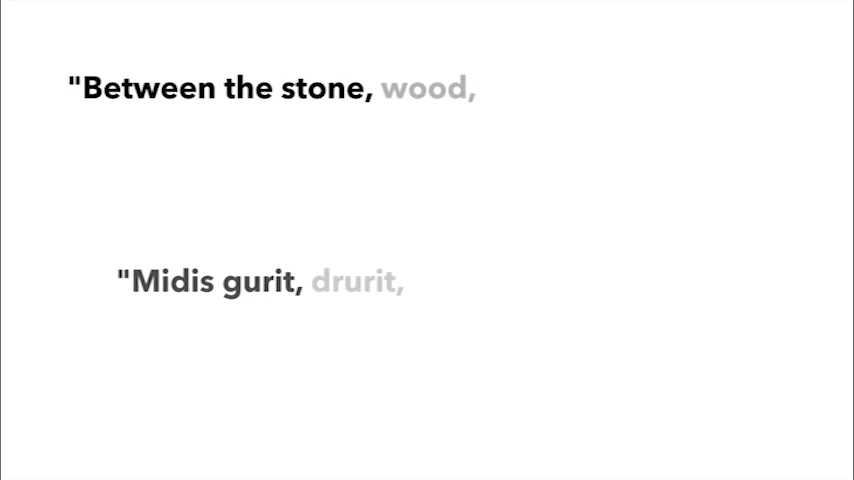 "Between the stone, wood,
"Midis gurit, drurit,